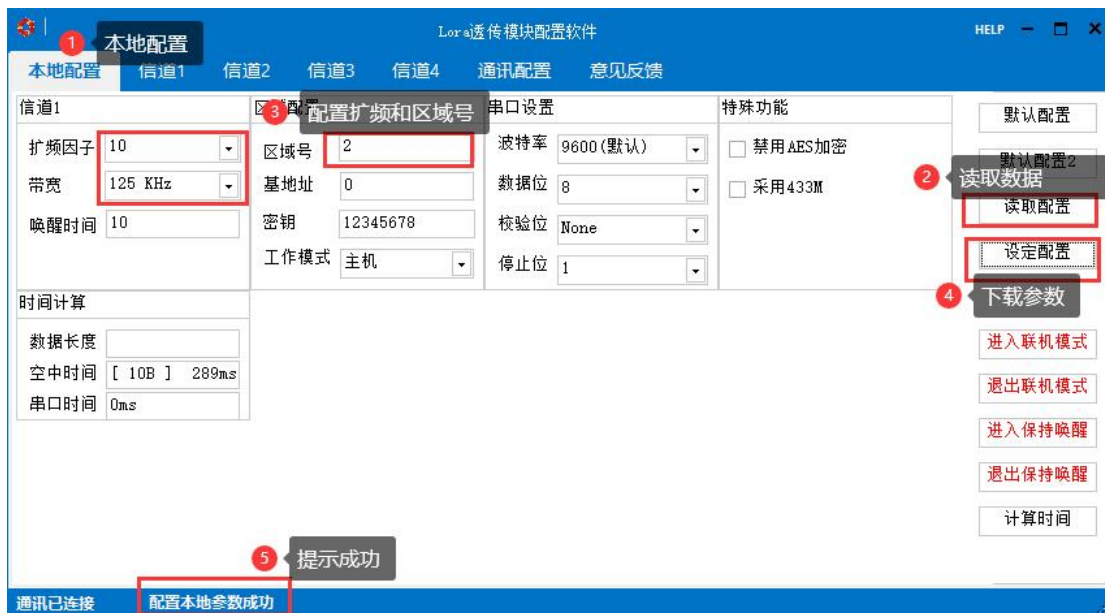 Lora透传模块配置软件
HELP
1 本地配置
本地配置 信道1 信道2 信道3 信道4 通讯配置 意见反馈
信道1
扩频因子 10
带宽 125 KHz
唤醒时间 10
3 配置扩频和区域号
区域号 2
基地址 0
密钥 12345678
工作模式 主机
串口设置
波特率 9600(默认)
数据位 8
校验位 None
停止位 1
特殊功能
禁用AES加密
采用433M
默认配置
默认配置2
2 读取数据
读取配置
设定配置
4 下载参数
进入联机模式
退出联机模式
进入保持唤醒
退出保持唤醒
计算时间
时间计算
数据长度
空中时间 [ 10B ] 289ms
串口时间 0ms
5 提示成功
通讯已连接 配置本地参数成功